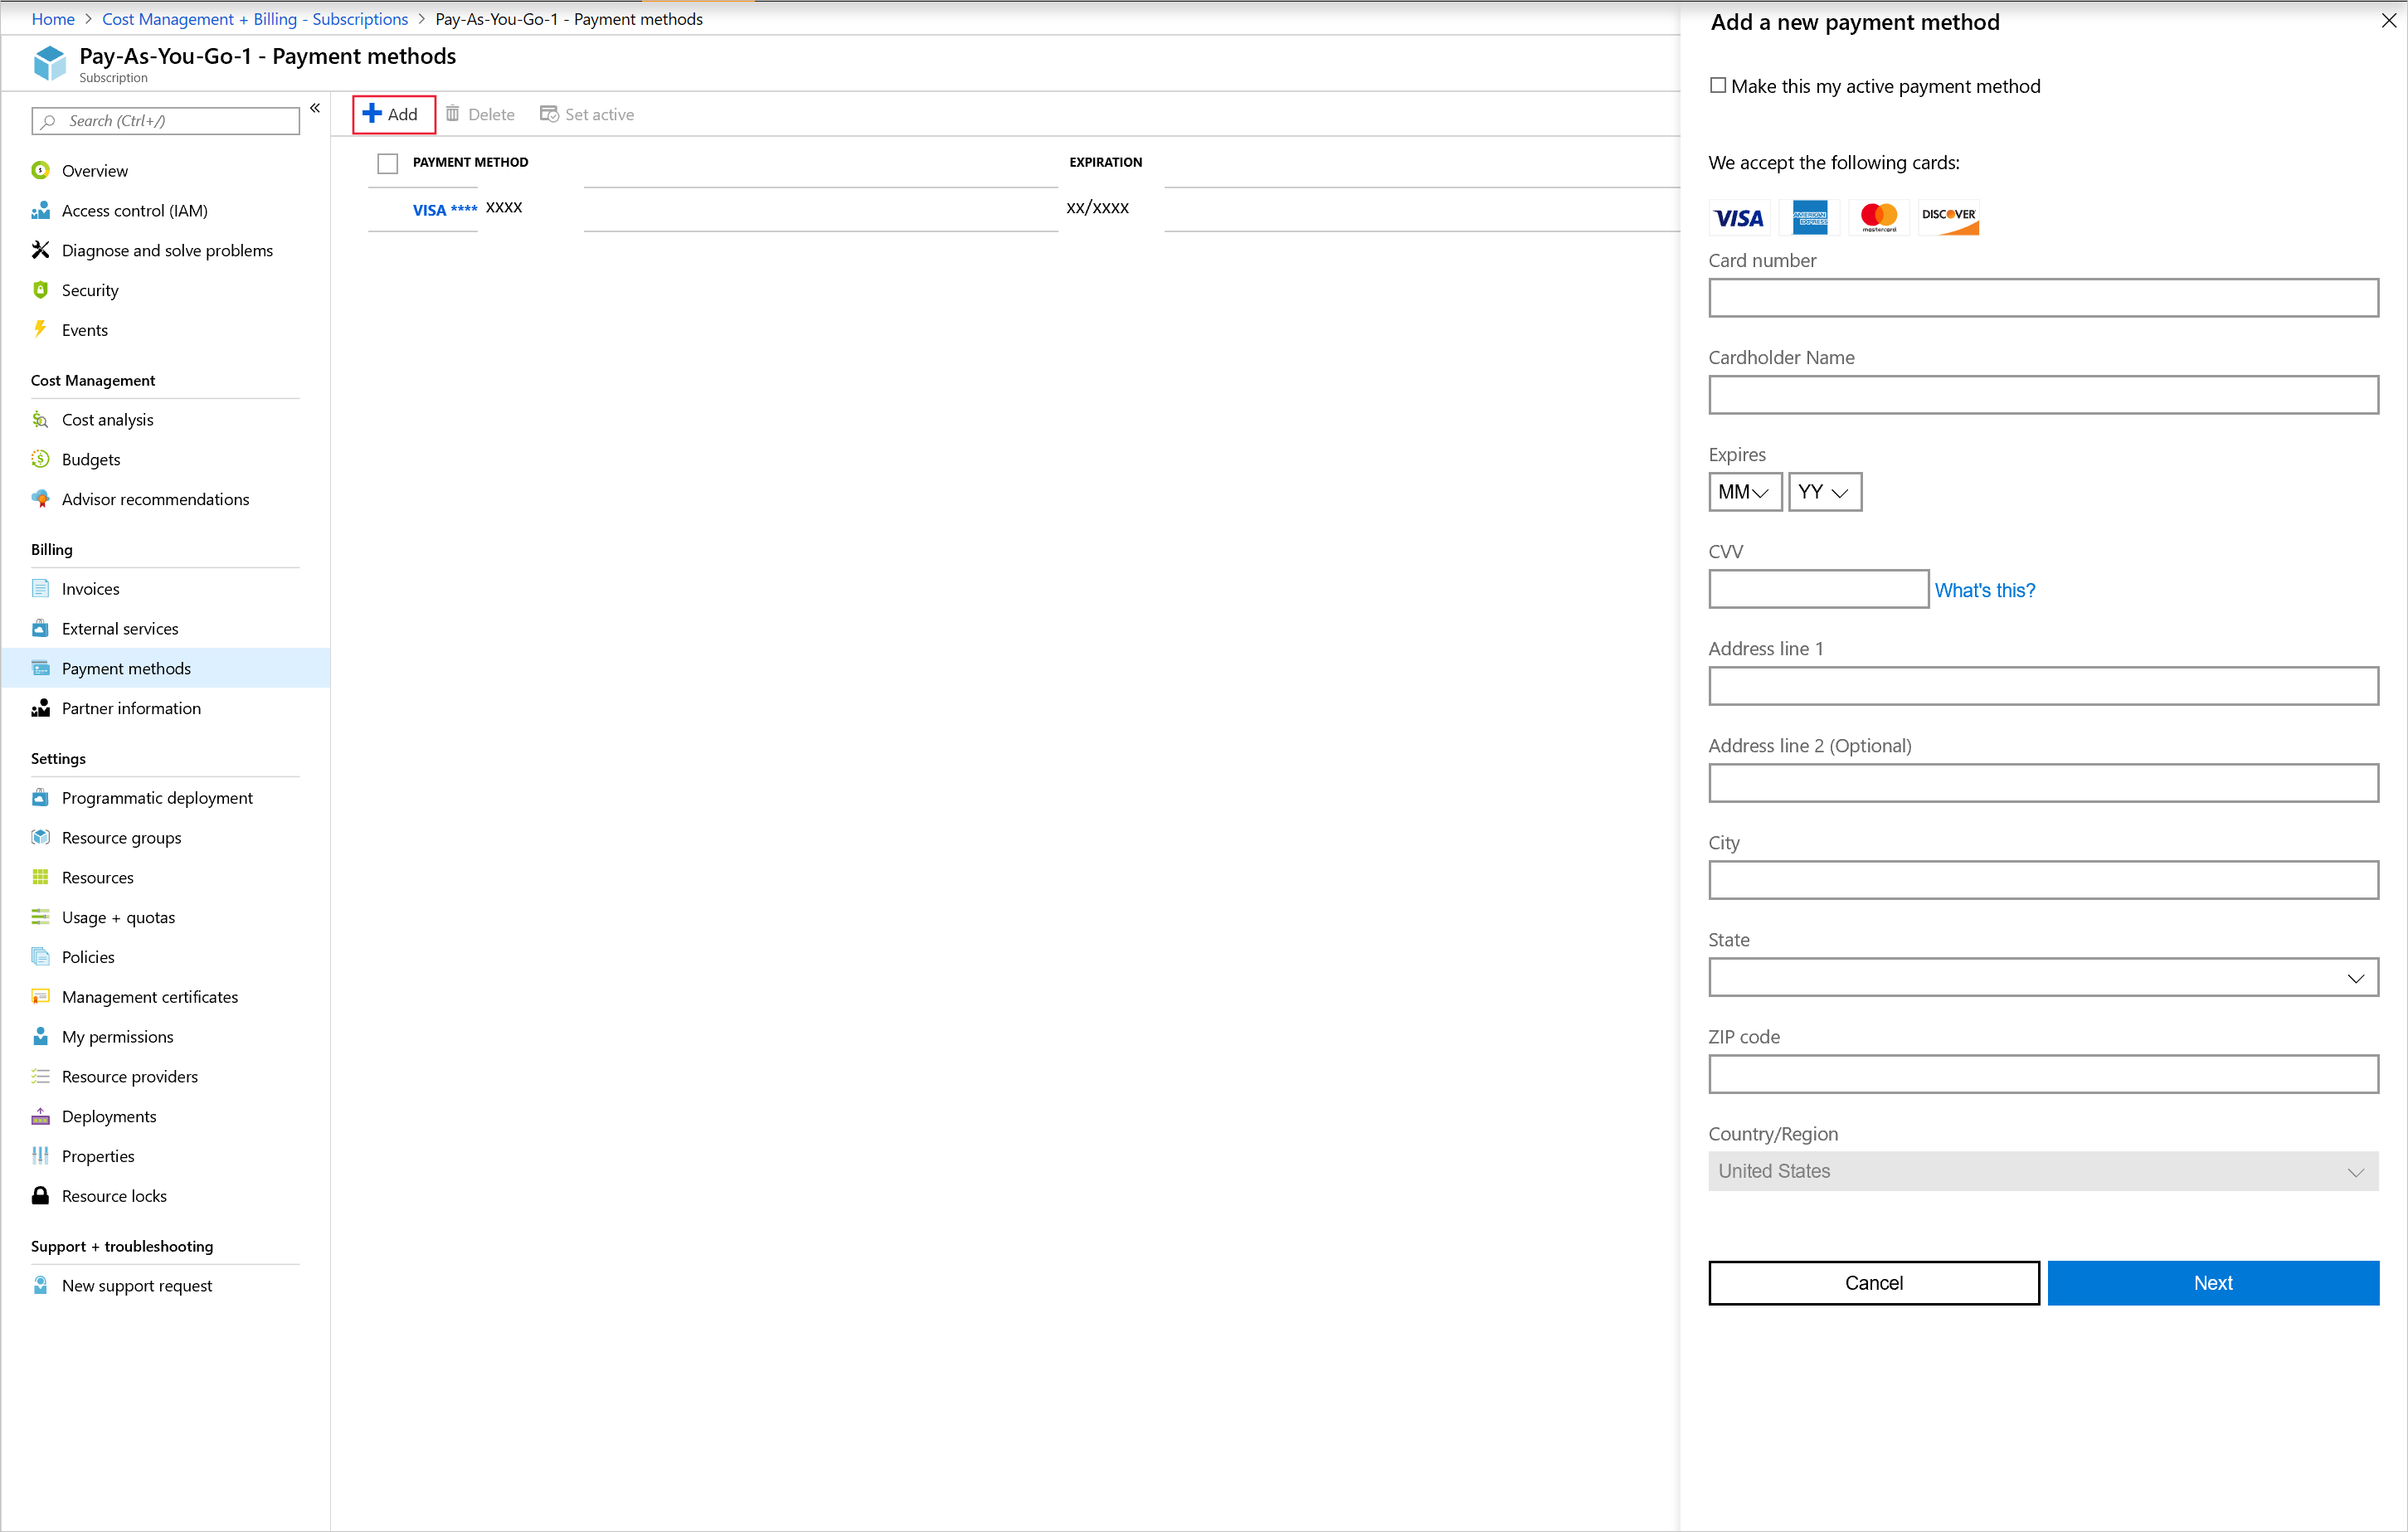 Home > Cost Management + Billing - Subscriptions > Pay-As-You-Go-1 - Payment methods
Pay-As-You-Go-1 - Payment methods
Subscription
Search (Ctrl+/)
«
Overview
Access control (IAM)
Diagnose and solve problems
Security
Events
Cost Management
Cost analysis
Budgets
Advisor recommendations
Billing
Invoices
External services
Payment methods
Partner information
Settings
Programmatic deployment
Resource groups
Resources
Usage + quotas
Policies
Management certificates
My permissions
Resource providers
Deployments
Properties
Resource locks
Support + troubleshooting
New support request
Add Delete Set active
PAYMENT METHOD EXPIRATION
VISA **** XXXX XX/XXXX
Add a new payment method
Make this my active payment method
We accept the following cards:
VISA AMERICAN EXPRESS mastercard DISCOVER
Card number
Cardholder Name
Expires
MM YY
CVV
What's this?
Address line 1
Address line 2 (Optional)
City
State
ZIP code
Country/Region
United States
Cancel Next